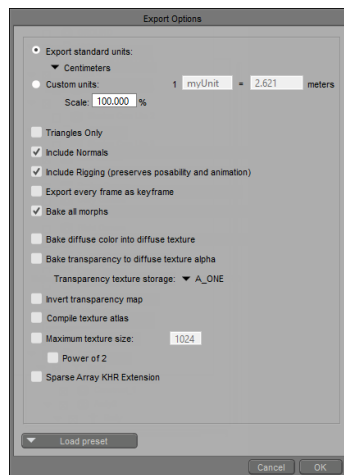 Export Options
Export standard units:
Centimeters
Custom units: 1 myUnit = 2.621 meters
Scale: 100.000 %
Triangles Only
Include Normals
Include Rigging (preserves posability and animation)
Export every frame as keyframe
Bake all morphs
Bake diffuse color into diffuse texture
Bake transparency to diffuse texture alpha
Transparency texture storage: A_ONE
Invert transparency map
Compile texture atlas
Maximum texture size: 1024
Power of 2
Sparse Array KHR Extension
Load preset
Cancel OK